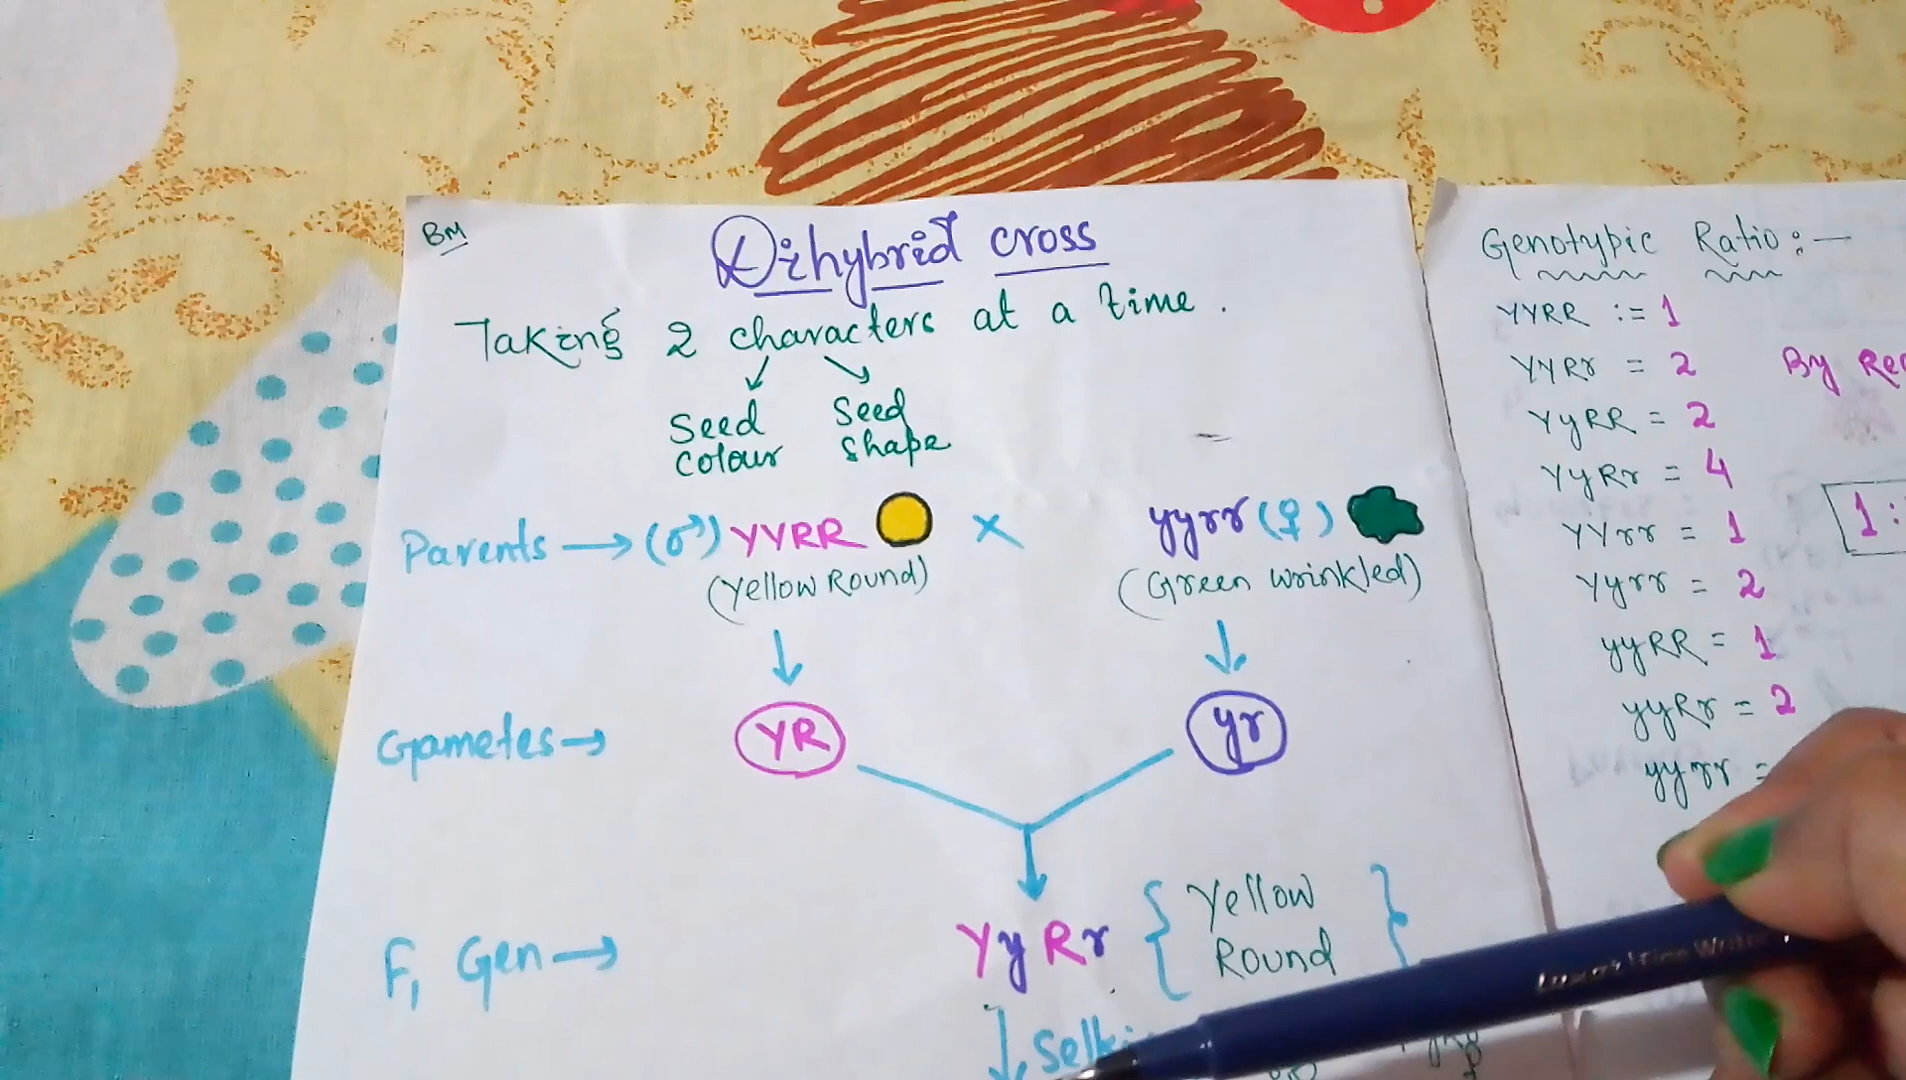 BM
Dihybrid cross
Taking 2 characters at a time.
Seed colour
Seed shape
Parents → (♂) YYRR × yyrr (♀)
(Yellow Round) (Green wrinkled)
Gametes → YR yr
F1 Gen → YyRr { Yellow Round }
Genotypic Ratio :—
YYRR := 1
YYRr = 2
By
YyRR = 2
YyRr = 4
YYrr = 1
1:
Yyrr = 2
yyRR = 1
yyRr = 2
yyrr =